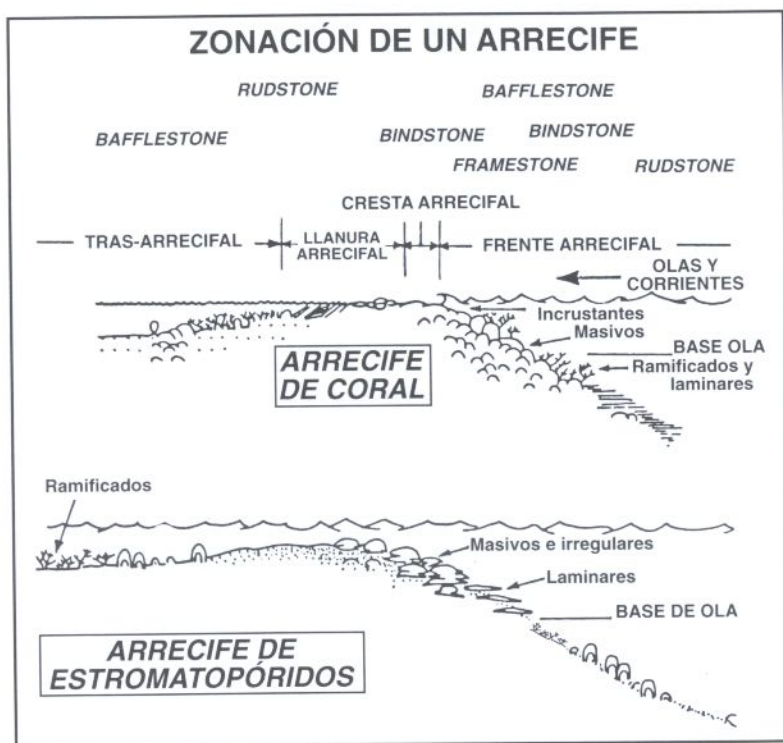 ZONACIÓN DE UN ARRECIFE
RUDSTONE BAFFLESTONE
BAFFLESTONE BINDSTONE BINDSTONE
FRAMESTONE RUDSTONE
CRESTA ARRECIFAL
TRAS-ARRECIFAL LLANURA ARRECIFAL FRENTE ARRECIFAL
OLAS Y
CORRIENTES
Incrustantes
Masivos
BASE OLA
Ramificados y
laminares
ARRECIFE
DE CORAL
Ramificados
Masivos e irregulares
Laminares
BASE DE OLA
ARRECIFE DE
ESTROMATOPÓRIDOS